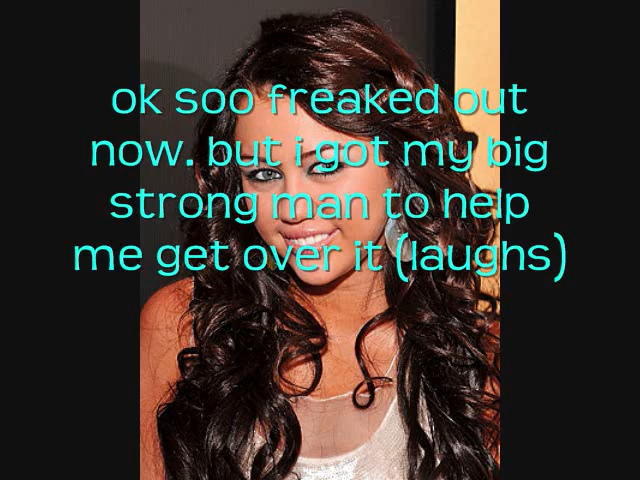 ok soo freaked out
now. but i got my big
strong man to help
me get over it (laughs)